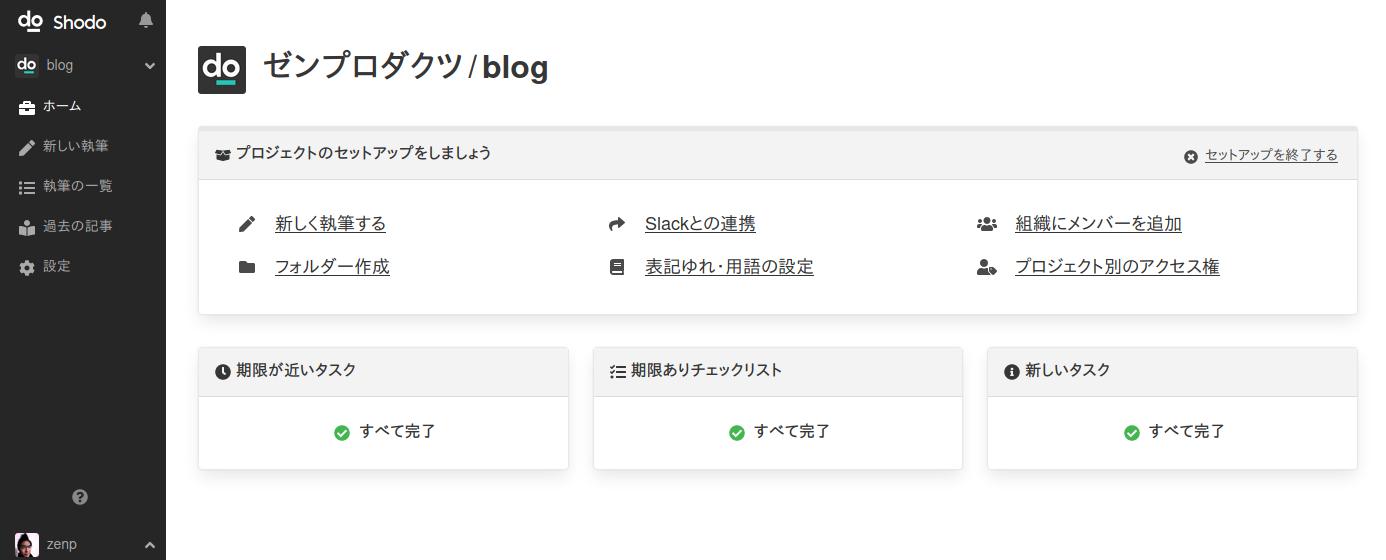 do Shodo
do blog
ホーム
新しい執筆
執筆の一覧
過去の記事
設定
zenp
do ゼンプロダクツ / blog
プロジェクトのセットアップをしましょう
セットアップを終了する
新しく執筆する
Slackとの連携
組織にメンバーを追加
フォルダー作成
表記ゆれ・用語の設定
プロジェクト別のアクセス権
期限が近いタスク
すべて完了
期限ありチェックリスト
すべて完了
新しいタスク
すべて完了